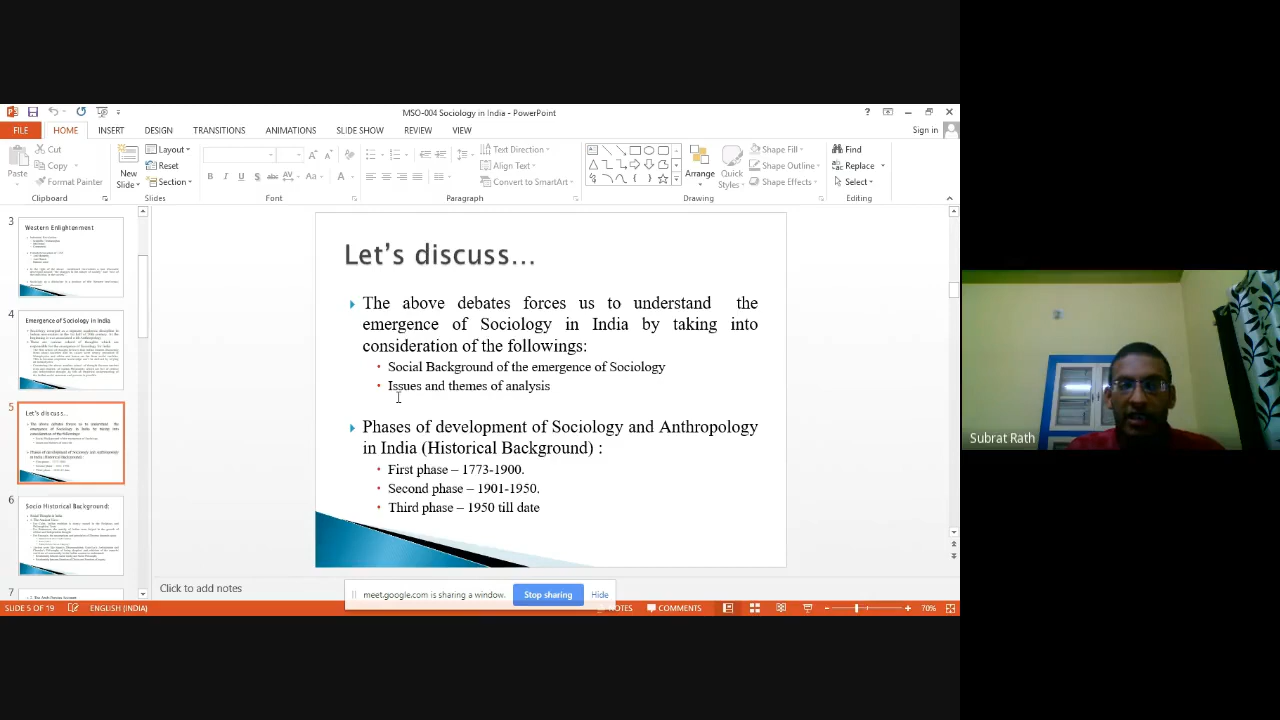 MSO-004 Sociology in India - PowerPoint
Sign in
FILE HOME INSERT DESIGN TRANSITIONS ANIMATIONS SLIDE SHOW REVIEW VIEW
Paste
Cut
Copy
Format Painter
Clipboard
New
Slide
Layout
Reset
Section
Slides
Font
Text Direction
Align Text
Convert to SmartArt
Paragraph
Arrange
Quick
Styles
Shape Fill
Shape Outline
Shape Effects
Drawing
Find
Replace
Select
Editing
3
Western Enlightenment
4
Emergence of Sociology in India
5
Let's discuss...
6
Socio Historical Background:
7
Let's discuss...
The above debates forces us to understand the
emergence of Sociology in India by taking into
consideration over followings:
Social Background of the emergence of Sociology
Issues and themes of analysis
Phases of development of Sociology and Anthropology
in India (Historical Background) :
First phase – 1773-1900.
Second phase – 1901-1950.
Third phase – 1950 till date
Click to add notes
meet.google.com is sharing a window.
Stop sharing
Hide
SLIDE 5 OF 19
ENGLISH (INDIA)
NOTES
COMMENTS
70%
Subrat Rath